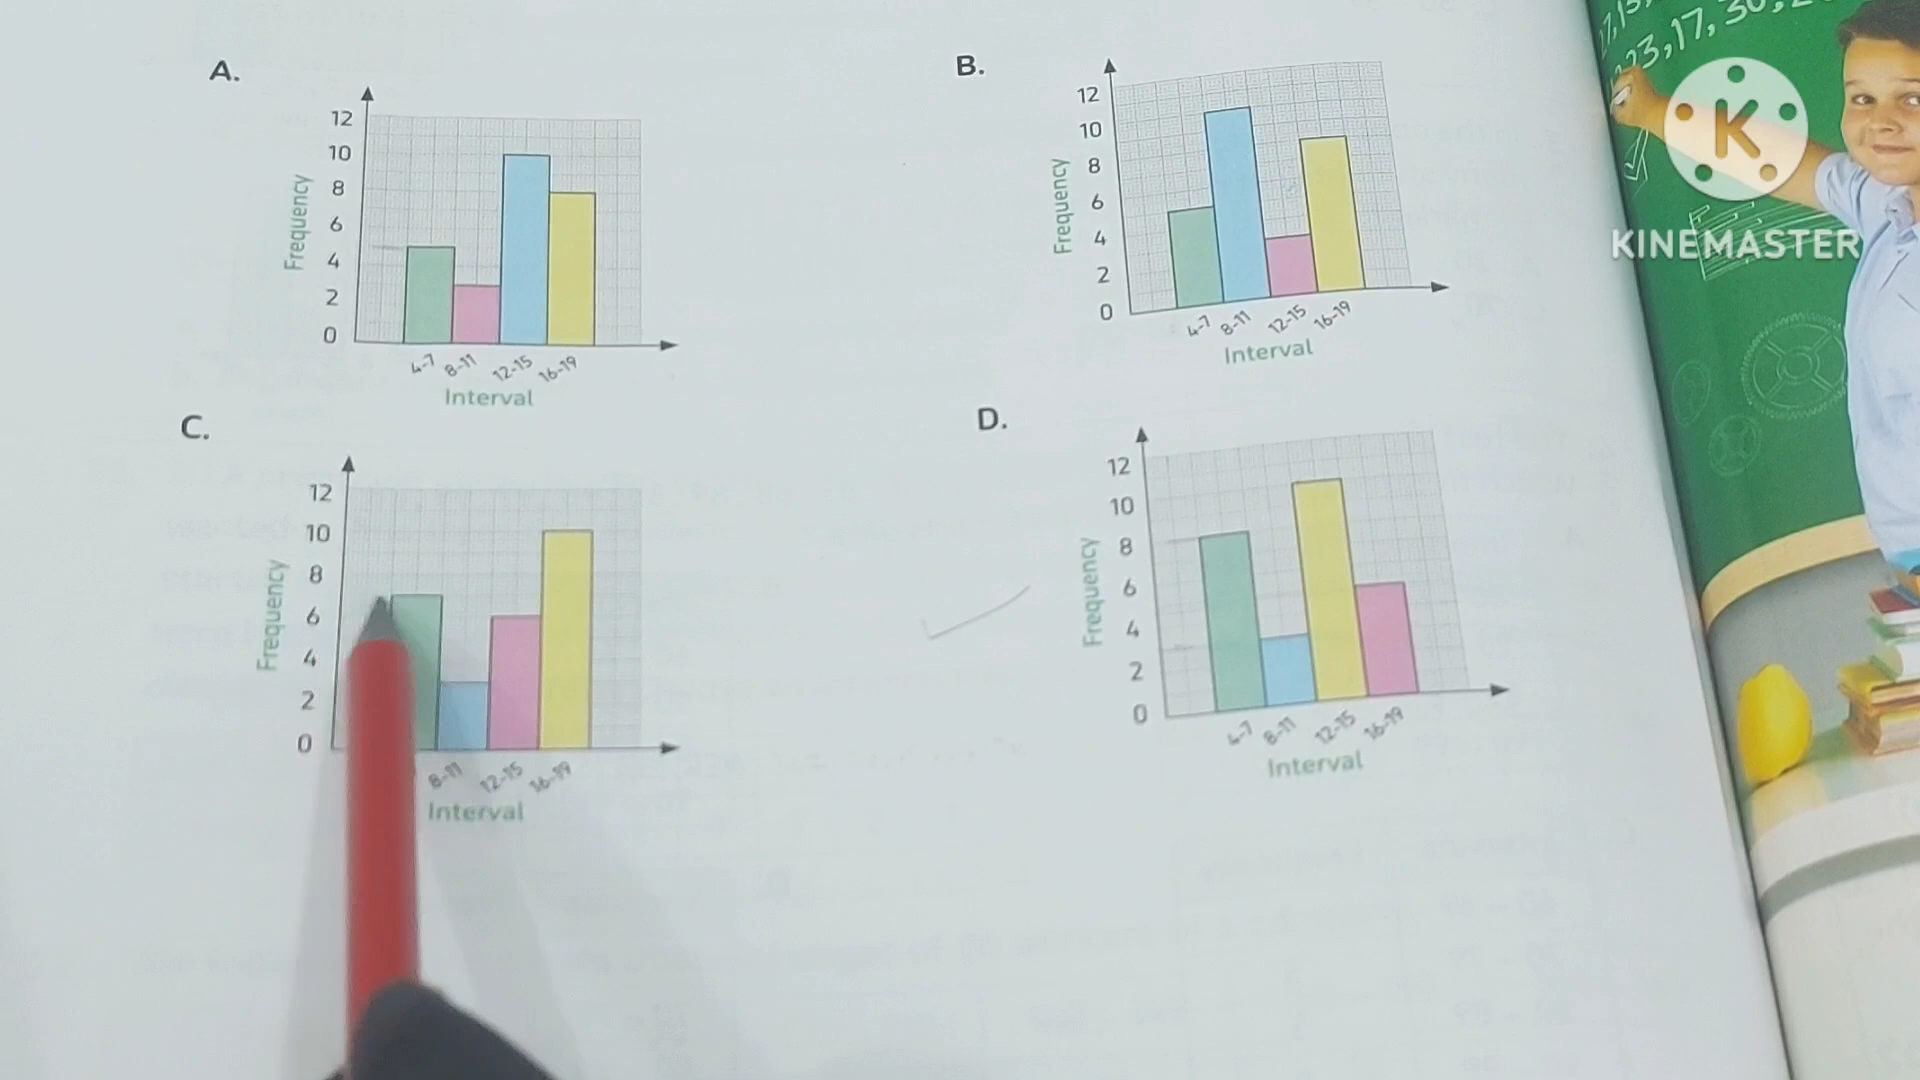 A.
12
10
8
6
4
2
0
Frequency
4-7 8-11 12-15 16-19
Interval
B.
12
10
8
6
4
2
0
Frequency
4-7 8-11 12-15 16-19
Interval
C.
12
10
8
6
4
2
0
Frequency
8-11 12-15 16-19
Interval
D.
12
10
8
6
4
2
0
Frequency
4-7 8-11 12-15 16-19
Interval
23, 17, 30,
K
KINEMASTER